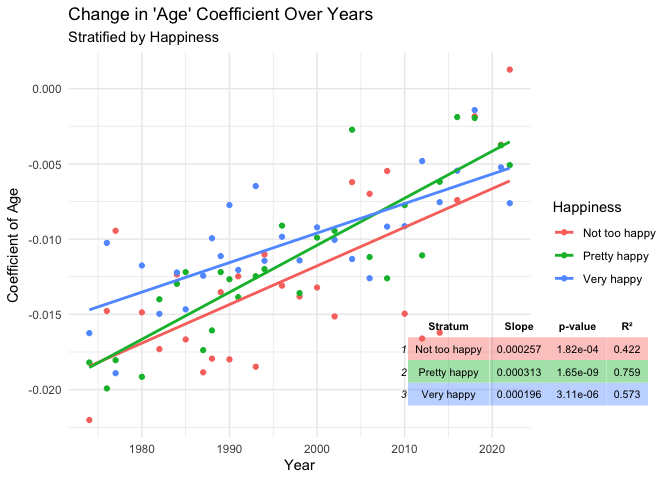 Change in 'Age' Coefficient Over Years
Stratified by Happiness
0.000
-0.005
-0.010
-0.015
-0.020
Coefficient of Age
1980
1990
2000
2010
2020
Year
Happiness
Not too happy
Pretty happy
Very happy
Stratum Slope p-value R²
1 Not too happy 0.000257 1.82e-04 0.422
2 Pretty happy 0.000313 1.65e-09 0.759
3 Very happy 0.000196 3.11e-06 0.573